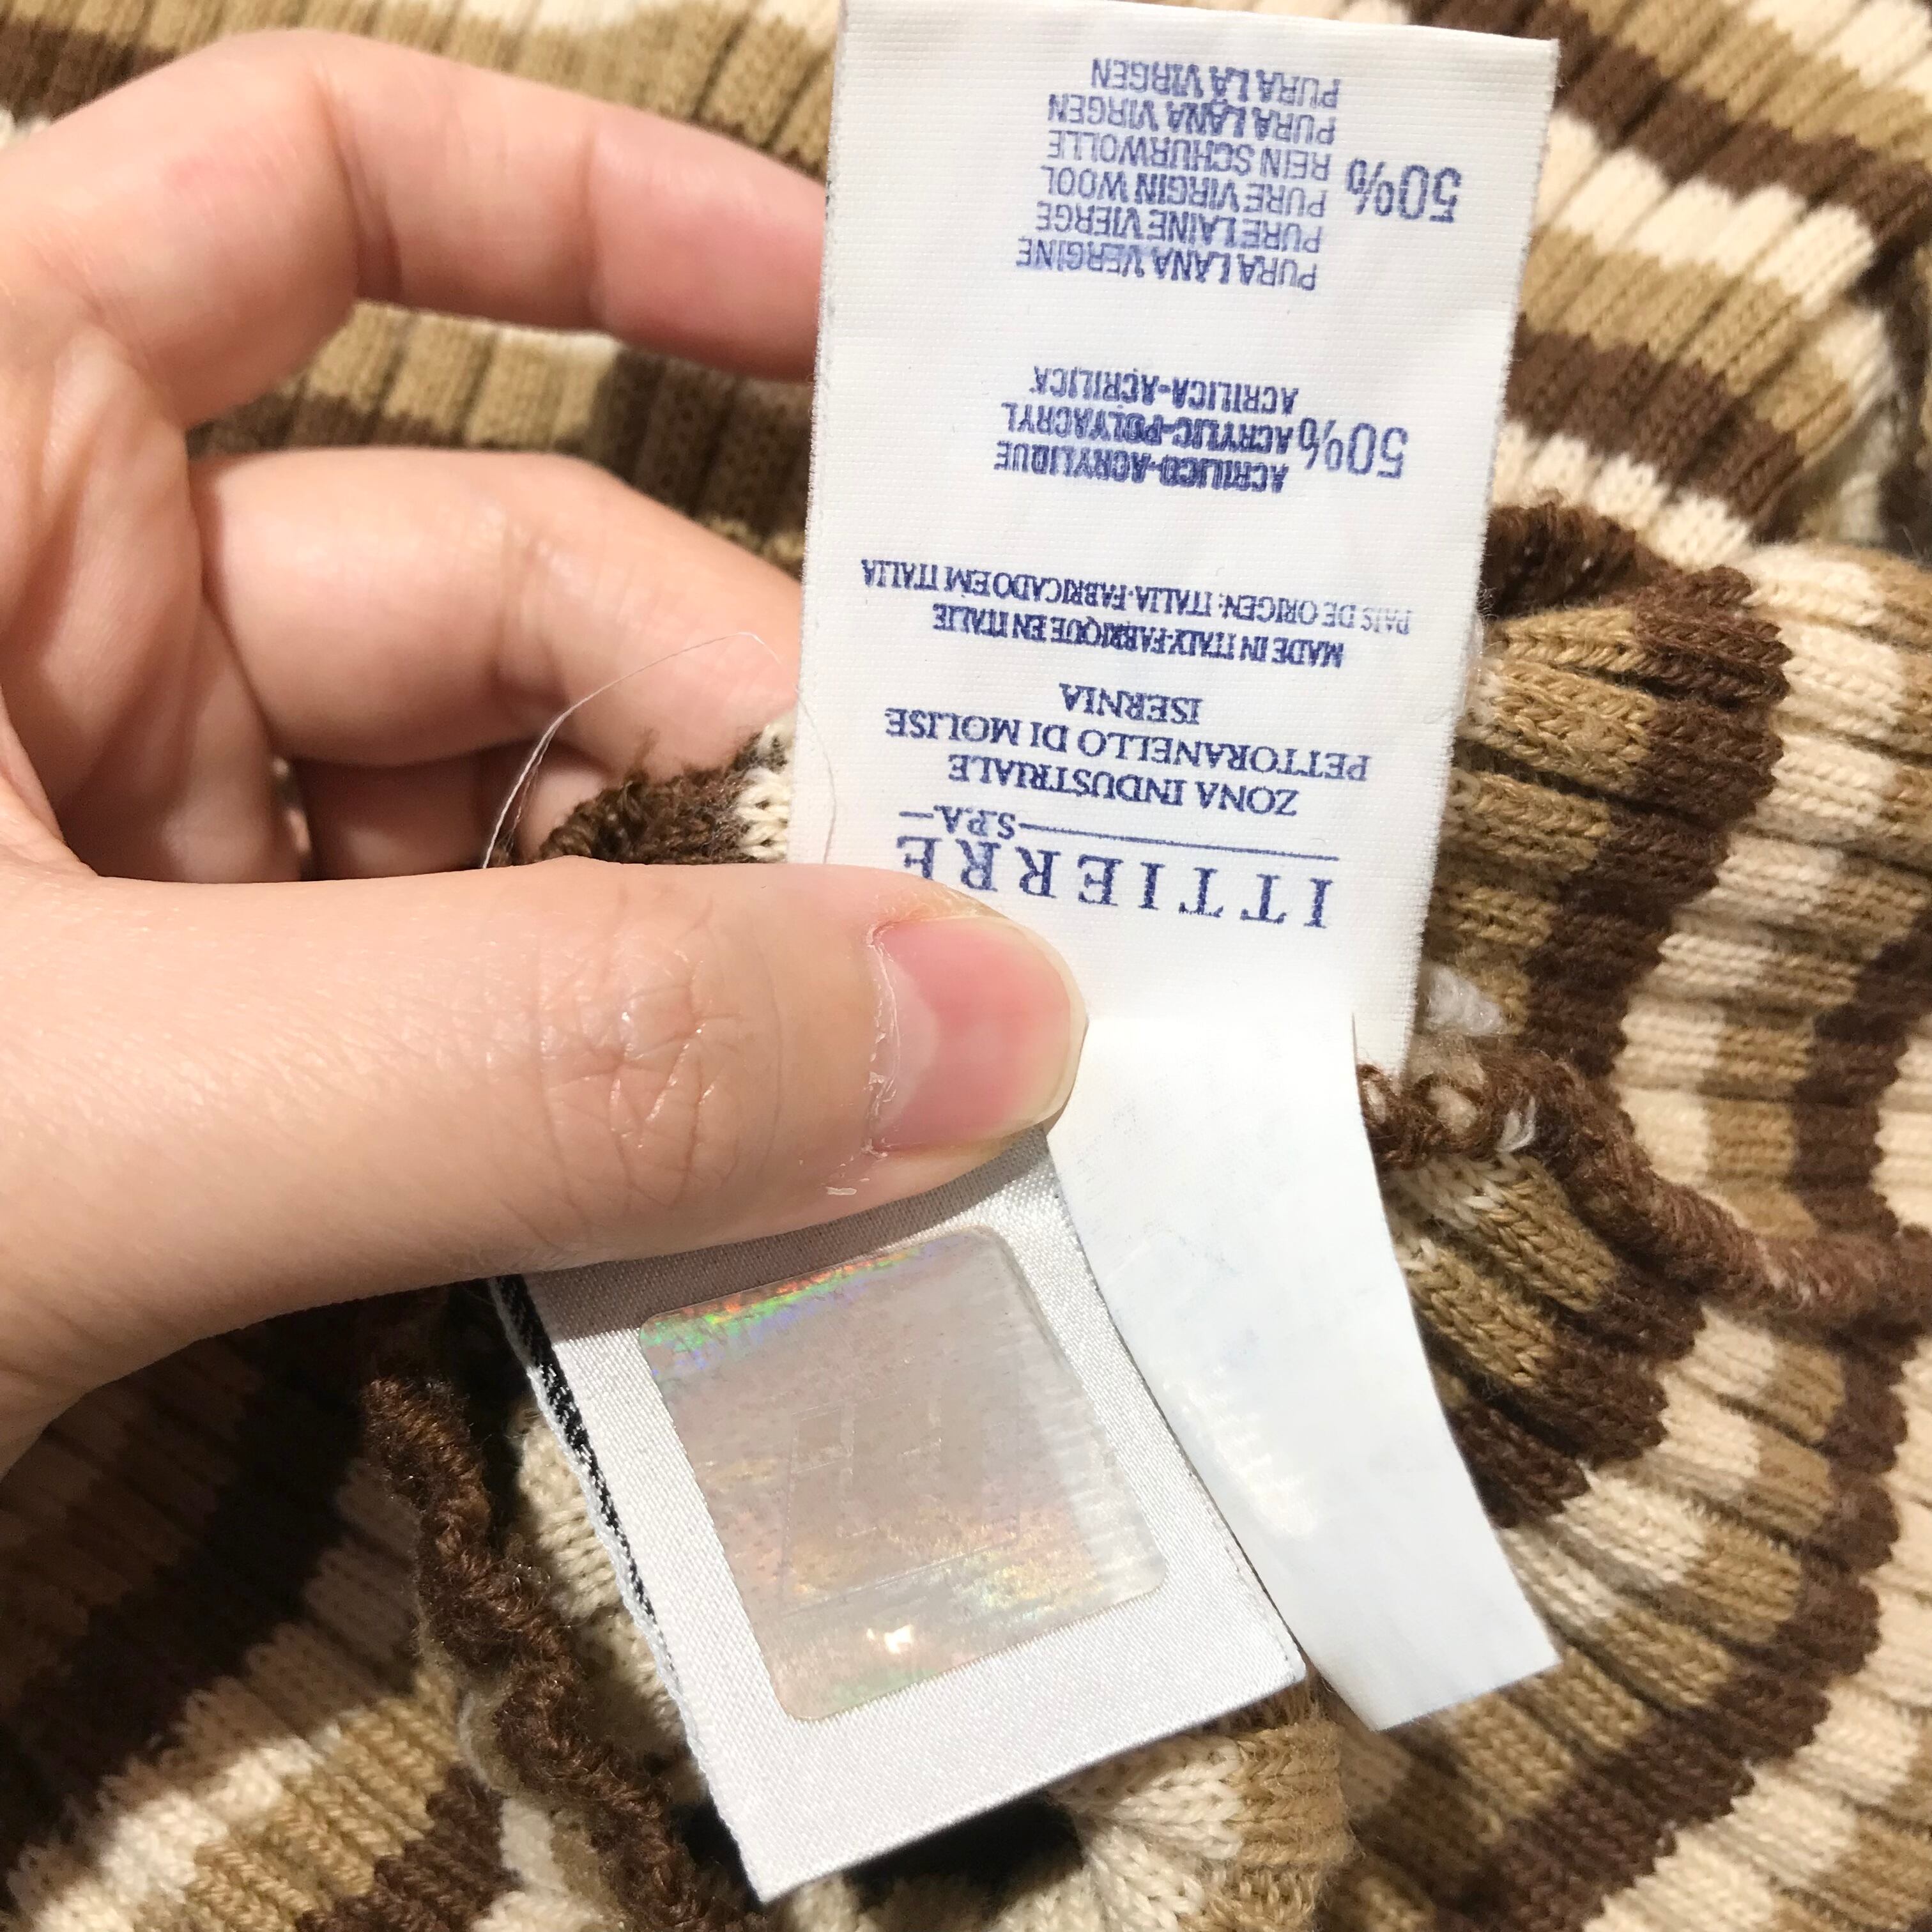 ITTIERRE
S.P.A.
ZONA INDUSTRIALE
PETTORANELLO DI MOLISE
ISERNIA
MADE IN ITALY-FABRIQUE EN ITALIE
PAIS DE ORIGEN: ITALIA-FABRICADO EM ITALIA
50% ACRILICO-ACRYLIQUE
ACRYLIC-POLYACRYL
ACRILICA-ACRILICA
50% PURA LANA VERGINE
PURE LAINE VIERGE
PURE VIRGIN WOOL
REIN SCHURWOLLE
PURA LANA VIRGEN
PURA LÃ VIRGEN